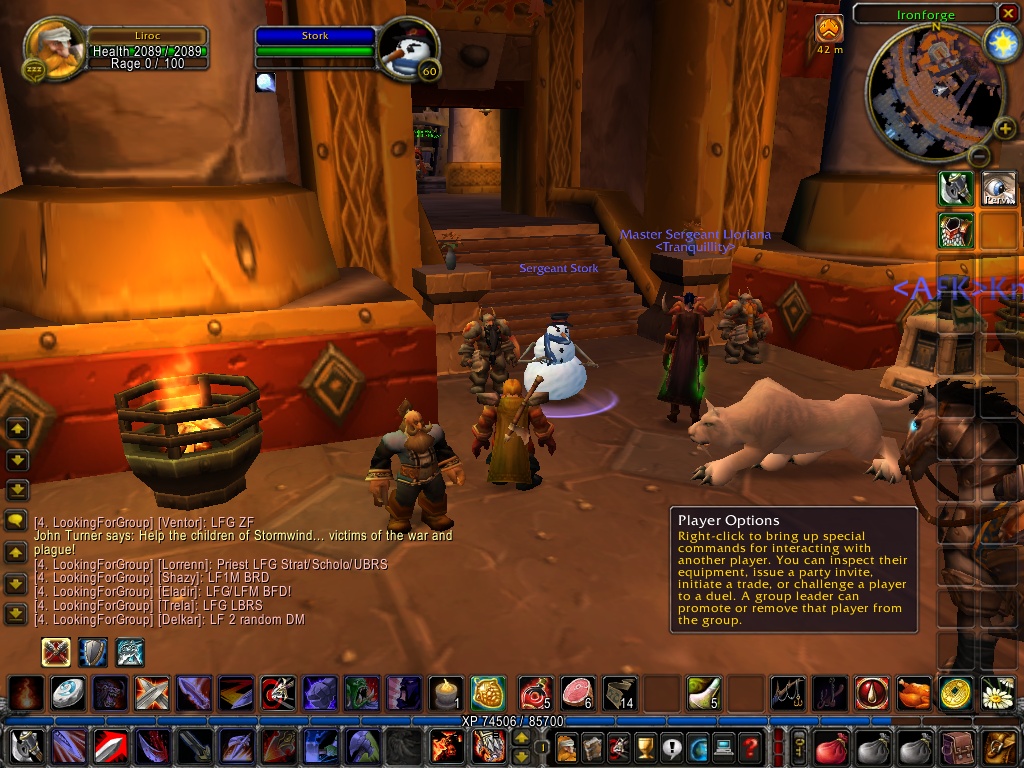 Liroc
Health 2089 / 2089
Rage 0 / 100
zzz
Stork
60
42 m
Ironforge
N
Master Sergeant Lloriana
<Tranquillity>
Sergeant Stork
<AFK>Kn
[4. LookingForGroup] [Ventor]: LFG ZF
John Turner says: Help the children of Stormwind... victims of the war and
plague!
[4. LookingForGroup] [Lorrenn]: Priest LFG Strat/Scholo/UBRS
[4. LookingForGroup] [Shazy]: LF1M BRD
[4. LookingForGroup] [Eladir]: LFG/LFM BFD!
[4. LookingForGroup] [Trela]: LFG LBRS
[4. LookingForGroup] [Delkar]: LF 2 random DM
Player Options
Right-click to bring up special
commands for interacting with
another player. You can inspect their
equipment, issue a party invite,
initiate a trade, or challenge a player
to a duel. A group leader can
promote or remove that player from
the group.
1
5
6
14
5
XP 74506 / 85700
1